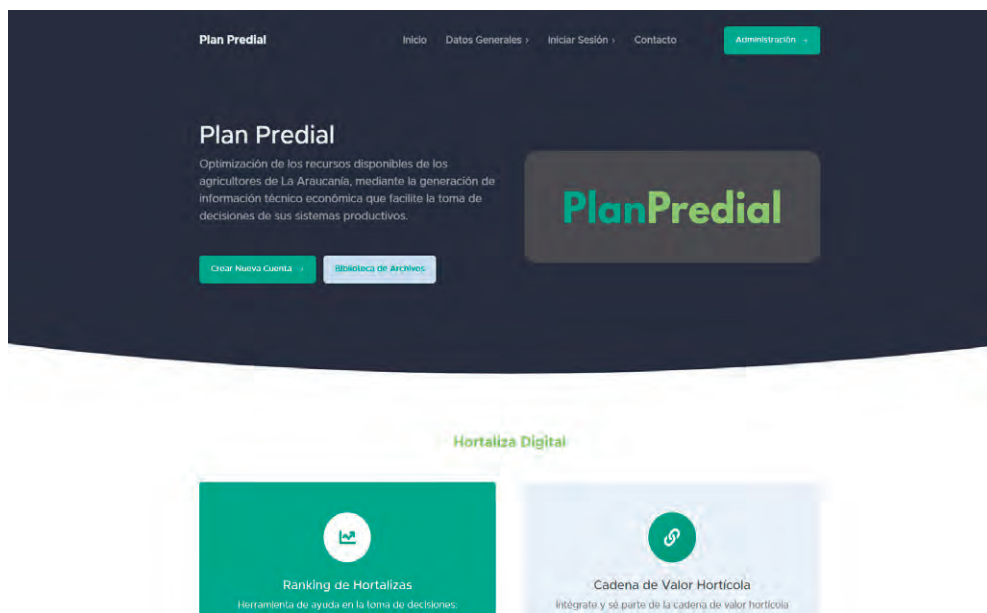 Plan Predial
Inicio Datos Generales › Iniciar Sesión › Contacto
Administración →
Plan Predial
Optimización de los recursos disponibles de los
agricultores de La Araucanía, mediante la generación de
información técnico económica que facilite la toma de
decisiones de sus sistemas productivos.
PlanPredial
Crear Nueva Cuenta →
Biblioteca de Archivos
Hortaliza Digital
Ranking de Hortalizas
Herramienta de ayuda en la toma de decisiones:
Cadena de Valor Hortícola
Intégrate y sé parte de la cadena de valor hortícola